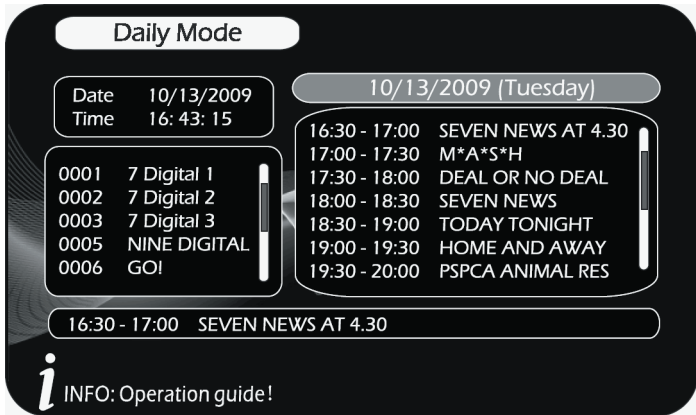 Daily Mode
Date 10/13/2009
Time 16: 43: 15
0001 7 Digital 1
0002 7 Digital 2
0003 7 Digital 3
0005 NINE DIGITAL
0006 GO!
10/13/2009 (Tuesday)
16:30 - 17:00 SEVEN NEWS AT 4.30
17:00 - 17:30 M*A*S*H
17:30 - 18:00 DEAL OR NO DEAL
18:00 - 18:30 SEVEN NEWS
18:30 - 19:00 TODAY TONIGHT
19:00 - 19:30 HOME AND AWAY
19:30 - 20:00 PSPCA ANIMAL RES
16:30 - 17:00 SEVEN NEWS AT 4.30
i INFO: Operation guide!